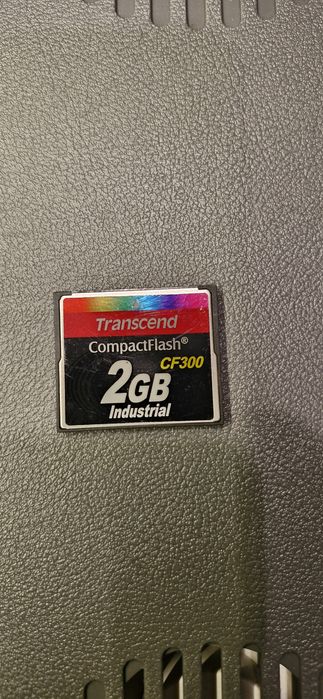 Transcend
CompactFlash®
CF300
2GB
Industrial